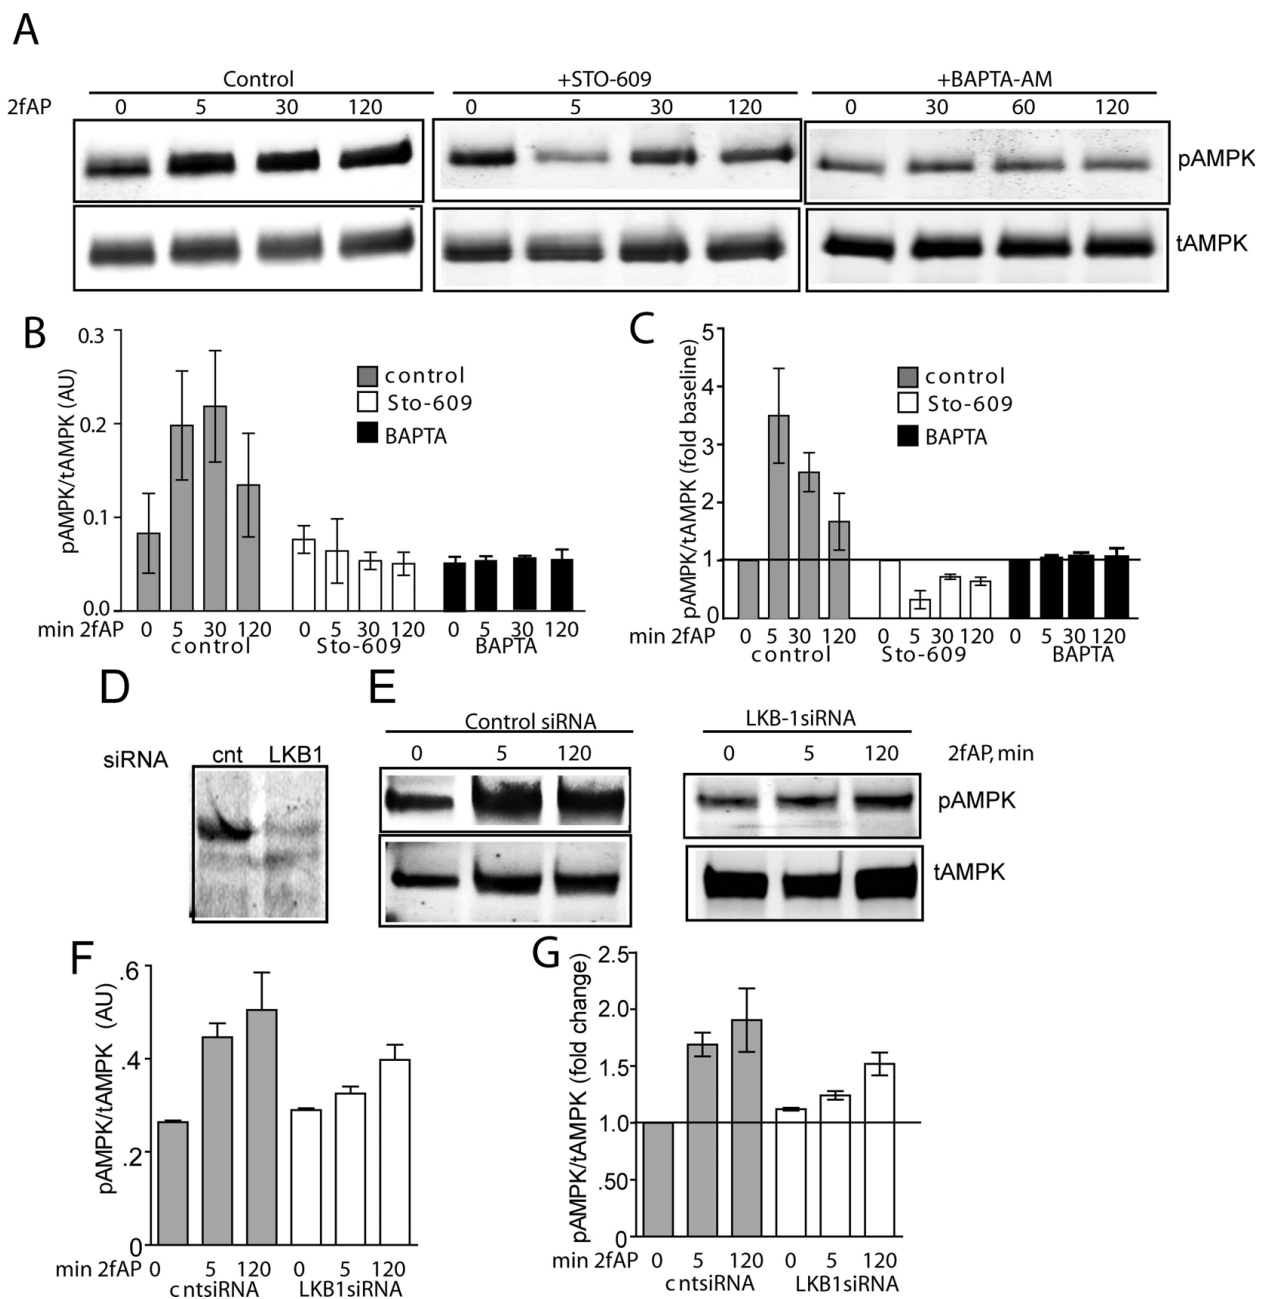 A
Control +STO-609 +BAPTA-AM
2fAP 0 5 30 120 0 5 30 120 0 30 60 120
pAMPK
tAMPK
B
pAMPK/tAMPK (AU)
0.3
0.2
0.1
0.0
control
Sto-609
BAPTA
min 2fAP 0 5 30 120 0 5 30 120 0 5 30 120
control Sto-609 BAPTA
C
pAMPK/tAMPK (fold baseline)
5
4
3
2
1
0
control
Sto-609
BAPTA
min 2fAP 0 5 30 120 0 5 30 120 0 5 30 120
control Sto-609 BAPTA
D
siRNA cnt LKB1
E
Control siRNA LKB-1siRNA
0 5 120 0 5 120 2fAP, min
pAMPK
tAMPK
F
pAMPK/tAMPK (AU)
.6
.4
.2
0
min 2fAP 0 5 120 0 5 120
cntsiRNA LKB1siRNA
G
pAMPK/tAMPK (fold change)
2.5
2.0
1.5
1.0
.50
0
min 2fAP 0 5 120 0 5 120
cntsiRNA LKB1siRNA